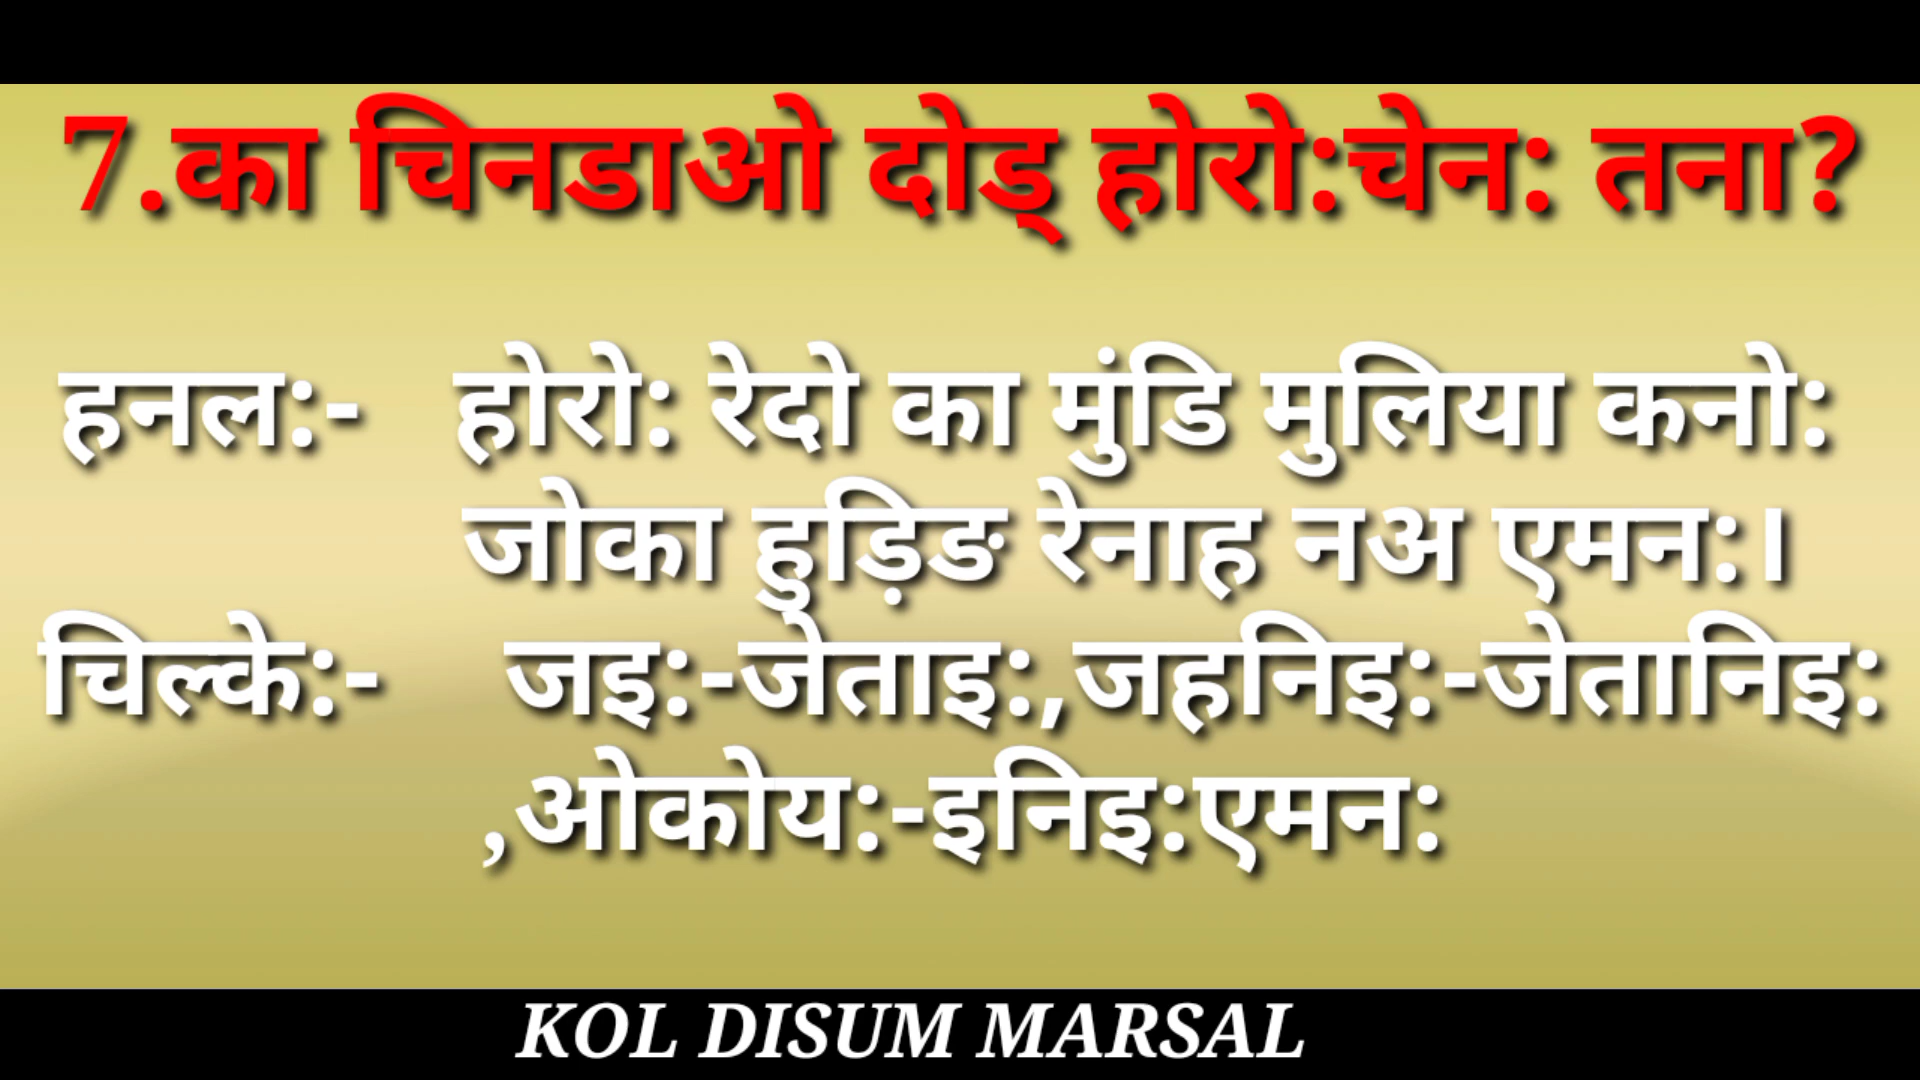 7.का चिनडाओ दोड् होरो:चेन: तना?
हनल:- होरो: रेदो का मुंडि मुलिया कनो:
जोका हुड़िङ रेनाह नअ एमन:।
चिल्के:- जइ:-जेताइ:,जहनिइ:-जेतानिइ:
,ओकोय:-इनिइ:एमन:
KOL DISUM MARSAL